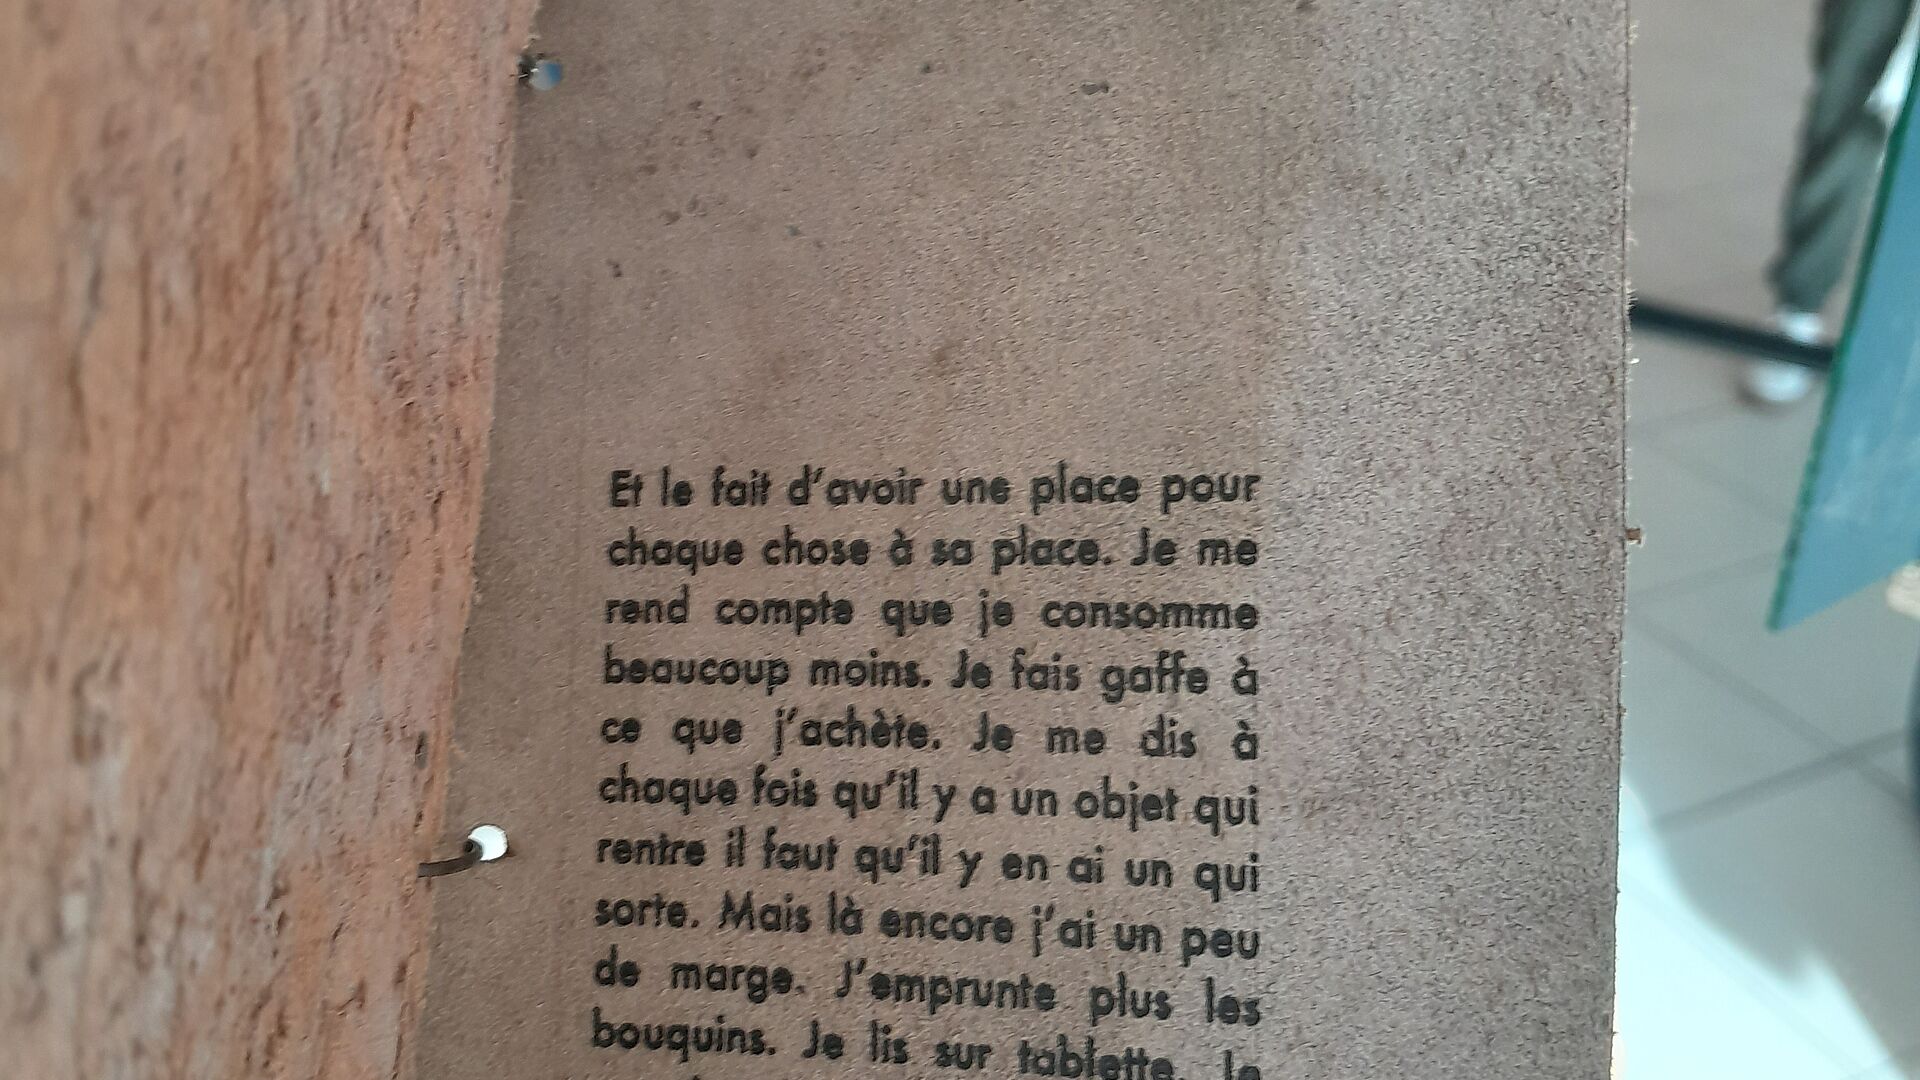 Et le fait d'avoir une place pour
chaque chose à sa place. Je me
rend compte que je consomme
beaucoup moins. Je fais gaffe à
ce que j'achète. Je me dis à
chaque fois qu'il y a un objet qui
rentre il faut qu'il y en ai un qui
sorte. Mais là encore j'ai un peu
de marge. J'emprunte plus les
bouquins. Je lis sur tablette.